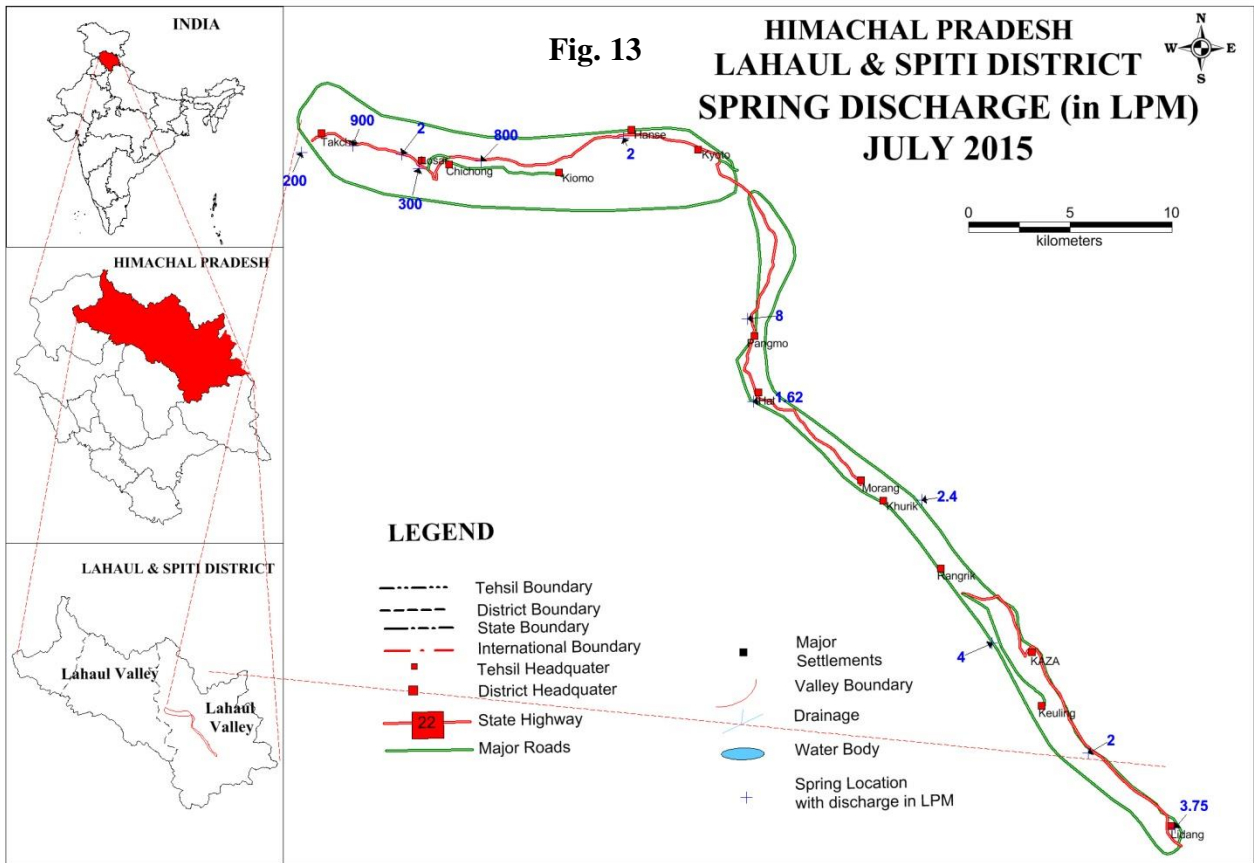 INDIA
Fig. 13
HIMACHAL PRADESH
LAHAUL & SPITI DISTRICT
SPRING DISCHARGE (in LPM)
JULY 2015
N
W
E
S
0
5
10
kilometers
900
2
800
Hanse
2
Kyoto
Chichong
Kiomo
200
300
HIMACHAL PRADESH
8
Pangmo
1.62
Morang
Khurik
2.4
Rangrik
4
KAZA
Keuling
2
3.75
Lidang
LAHAUL & SPITI DISTRICT
Lahaul Valley
Lahaul
Valley
LEGEND
Tehsil Boundary
District Boundary
State Boundary
International Boundary
Tehsil Headquater
District Headquater
22
State Highway
Major Roads
Major
Settlements
Valley Boundary
Drainage
Water Body
Spring Location
with discharge in LPM